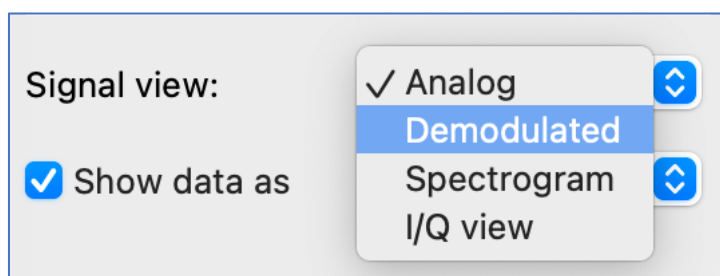 Signal view:
✓ Analog
Demodulated
Show data as
Spectrogram
I/Q view